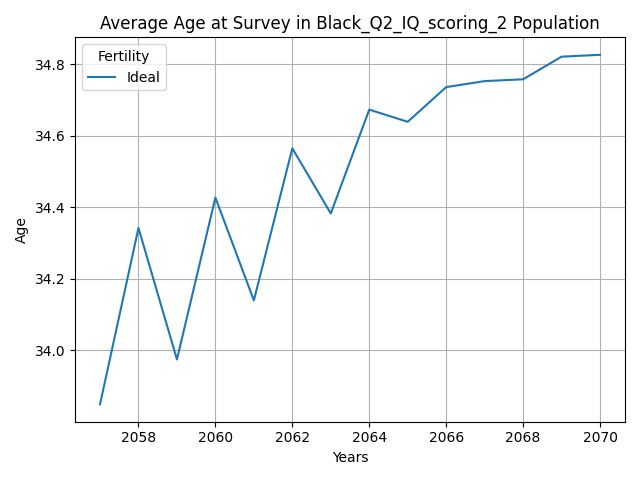 Average Age at Survey in Black_Q2_IQ_scoring_2 Population
Fertility
Ideal
Age
34.8
34.6
34.4
34.2
34.0
2058 2060 2062 2064 2066 2068 2070
Years